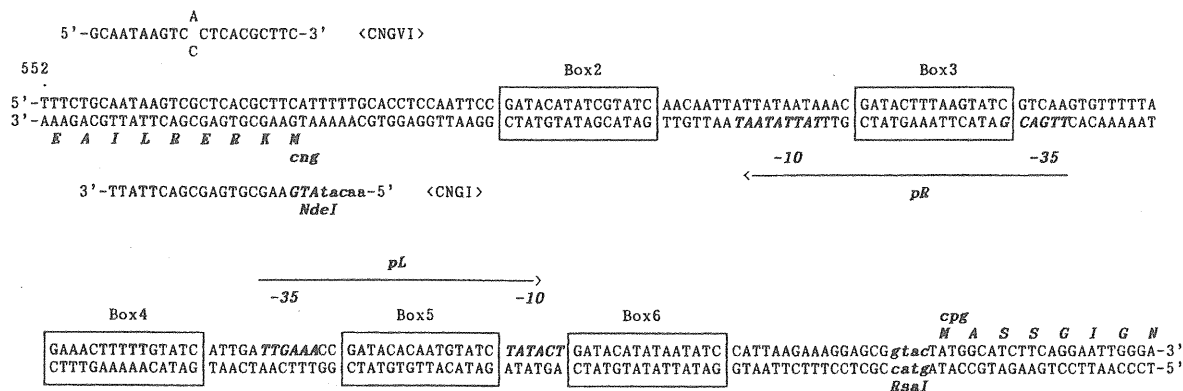 A
5'-GCAATAAGTC CTCACGCTTC-3' <CNGVI>
C
552
Box2 Box3
5'-TTTCTGCAATAAGTCGCTCACGCTTCATTTTTGCACCTCCAATTCC GATACATATCGTATC AACAATTATTATAATAAAC GATACTTTAAGTATC GTCAAGTGTTTTTA
3'-AAAGACGTTATTCAGCGAGTGCGAAGTAAAAACGTGGAGGTTAAGG CTATGTATAGCATAG TTGTTAATAATATTATTTG CTATGAAATTCATAG CAGTTCACAAAAAT
E A I L R E R K M
cng
-10 -35
pR
3'-TTATTCAGCGAGTGCGAAGTAtacaa-5' <CNGI>
NdeI
pL
-35 -10
Box4 Box5 Box6
cpg
M A S S G I G N
GAAACTTTTTGTATC ATTGATTGAAACC GATACACAATGTATC TATACT GATACATATAATATC CATTAAGAAAGGAGCGgtacTATGGCATCTTCAGGAATTGGGA-3'
CTTTGAAAAACATAG TAACTAACTTTGG CTATGTGTTACATAG ATATGA CTATGTATATTATAG GTAATTCTTTCCTCGCcatgATACCGTAGAAGTCCTTAACCCT-5'
RsaI